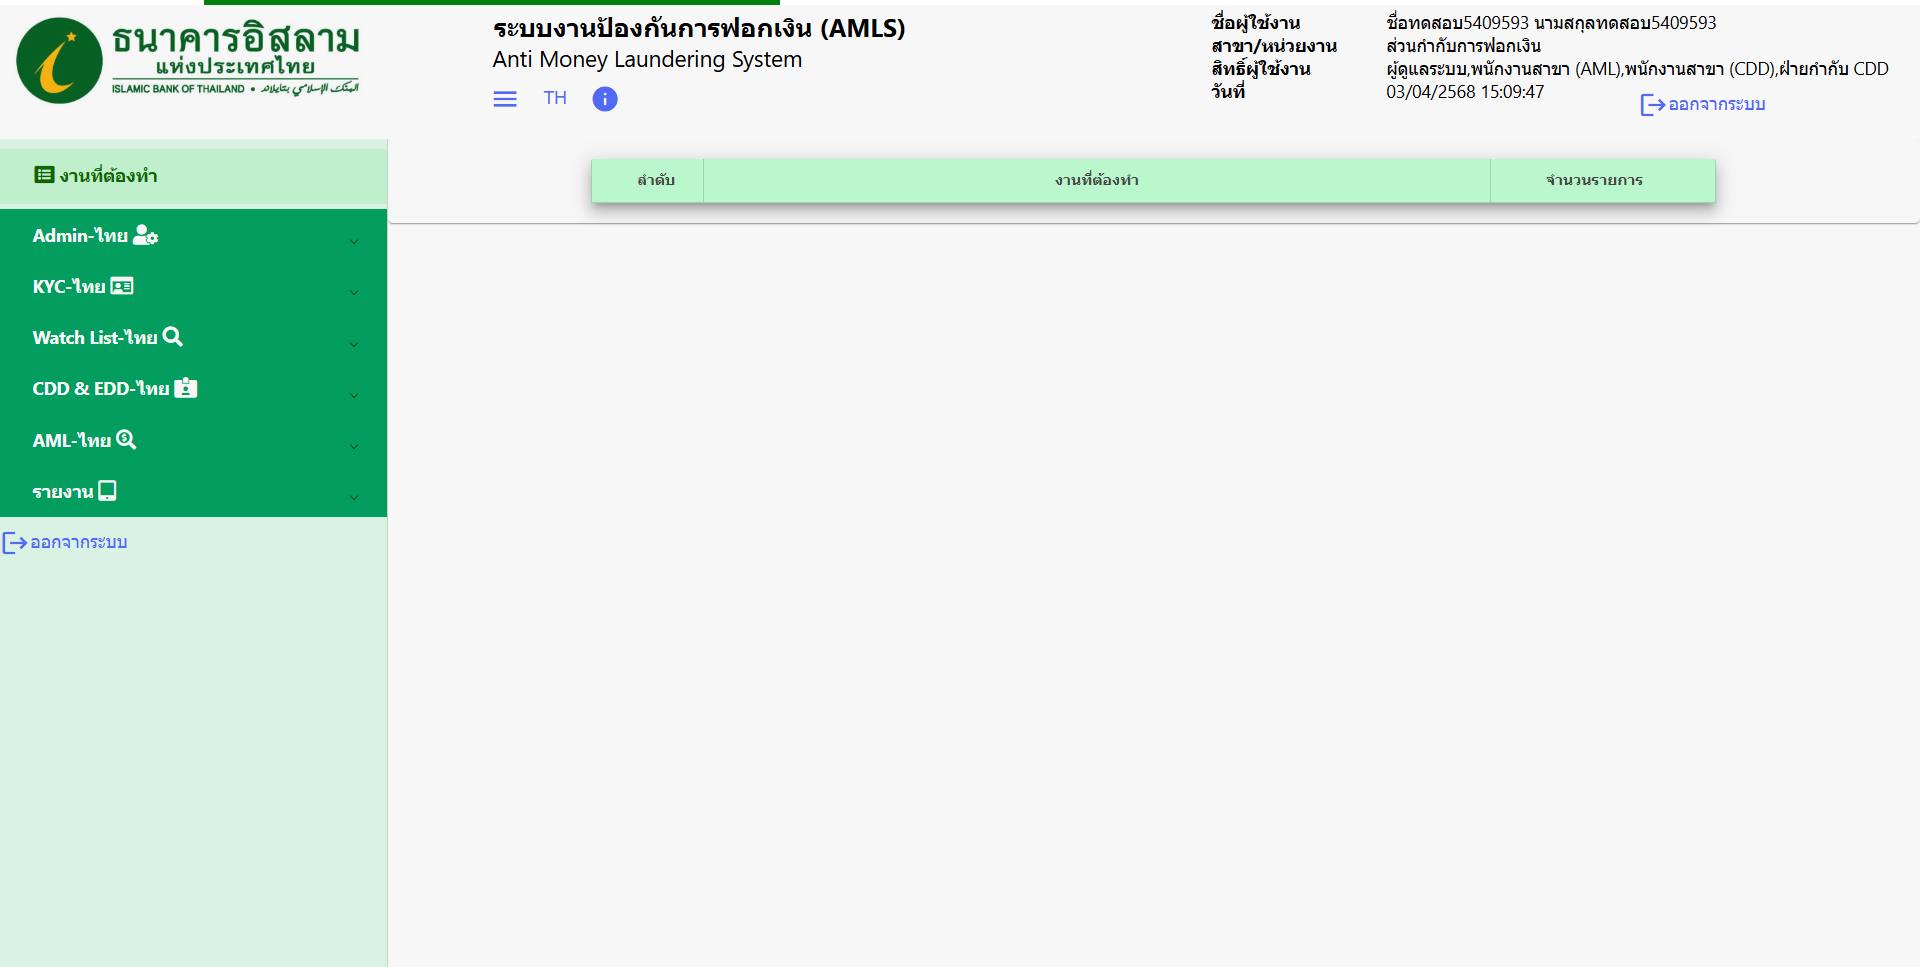 ธนาคารอิสลาม
แห่งประเทศไทย
ISLAMIC BANK OF THAILAND •
ระบบงานป้องกันการฟอกเงิน (AMLS)
Anti Money Laundering System
TH
ชื่อผู้ใช้งาน ชื่อทดสอบ5409593 นามสกุลทดสอบ5409593
สาขา/หน่วยงาน ส่วนกำกับการฟอกเงิน
สิทธิ์ผู้ใช้งาน ผู้ดูแลระบบ,พนักงานสาขา (AML),พนักงานสาขา (CDD),ฝ่ายกำกับ CDD
วันที่ 03/04/2568 15:09:47
ออกจากระบบ
งานที่ต้องทำ
Admin-ไทย
KYC-ไทย
Watch List-ไทย
CDD & EDD-ไทย
AML-ไทย
รายงาน
ออกจากระบบ
ลำดับ งานที่ต้องทำ จำนวนรายการ